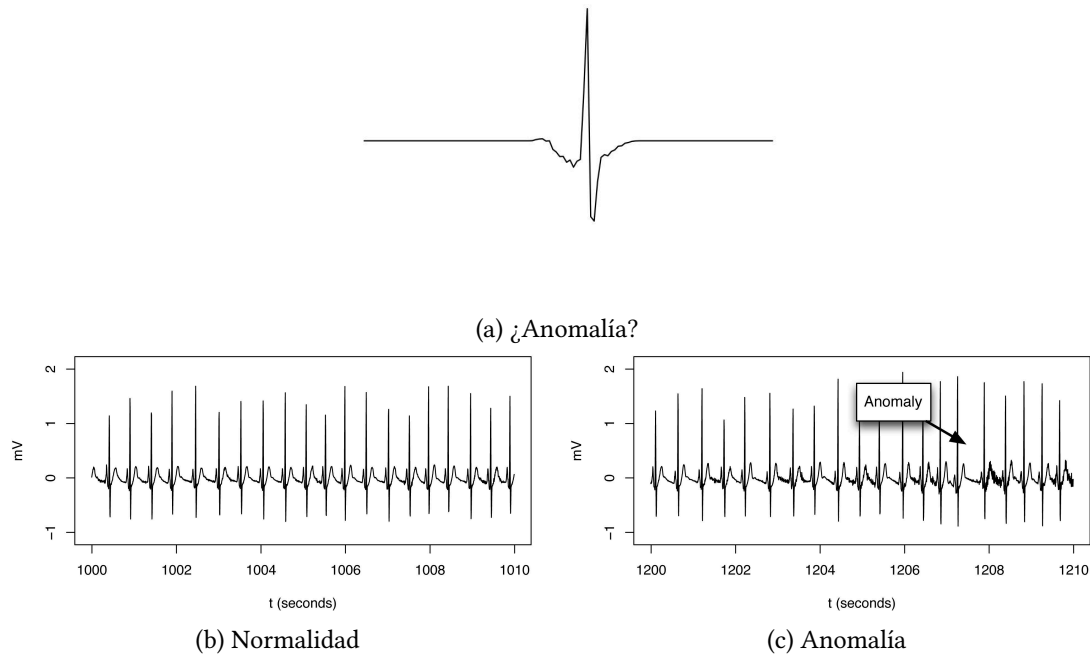 (a) ¿Anomalía?
2
1
0
−1
mV
1000 1002 1004 1006 1008 1010
t (seconds)
(b) Normalidad
2
1
0
−1
mV
Anomaly
1200 1202 1204 1206 1208 1210
t (seconds)
(c) Anomalía